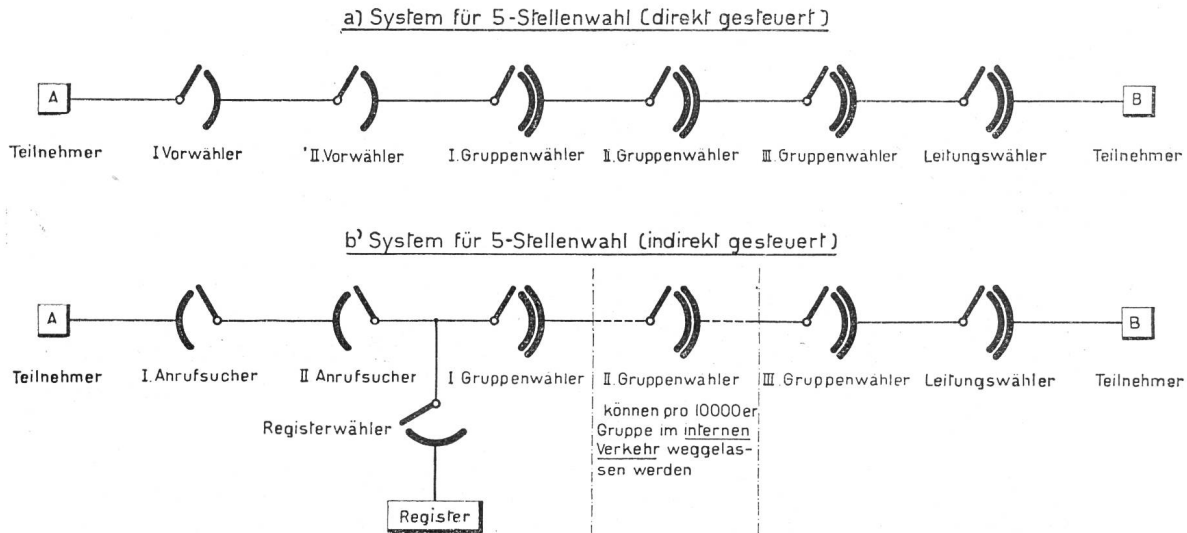 a) System für 5-Stellenwahl (direkt gesteuert)
A
B
Teilnehmer I Vorwähler II. Vorwähler I. Gruppenwähler II. Gruppenwähler III. Gruppenwähler Leitungswähler Teilnehmer
b) System für 5-Stellenwahl (indirekt gesteuert)
A
B
Teilnehmer I. Anrufsucher II Anrufsucher I Gruppenwähler II. Gruppenwähler III. Gruppenwähler Leitungswähler Teilnehmer
Registerwähler
können pro 10000er
Gruppe im internen
Verkehr weggelas-
sen werden
Register